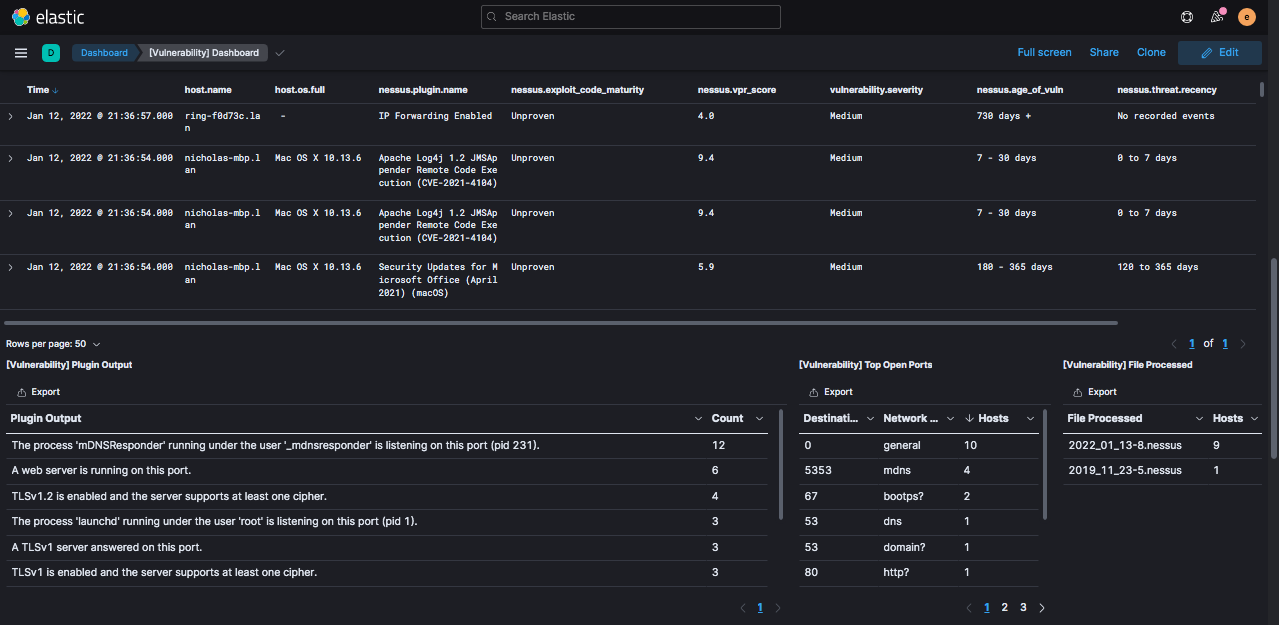 elastic
Search Elastic
e
D
Dashboard
[Vulnerability] Dashboard
Full screen
Share
Clone
Edit
Time host.name host.os.full nessus.plugin.name nessus.exploit_code_maturity nessus.vpr_score vulnerability.severity nessus.age_of_vuln nessus.threat.recency
Jan 12, 2022 @ 21:36:57.000 ring-f0d73c.la - IP Forwarding Enabled Unproven 4.0 Medium 730 days + No recorded events
n
Jan 12, 2022 @ 21:36:54.000 nicholas-mbp.l Mac OS X 10.13.6 Apache Log4j 1.2 JMSAp Unproven 9.4 Medium 7 - 30 days 0 to 7 days
an pender Remote Code Exe
cution (CVE-2021-4104)
Jan 12, 2022 @ 21:36:54.000 nicholas-mbp.l Mac OS X 10.13.6 Apache Log4j 1.2 JMSAp Unproven 9.4 Medium 7 - 30 days 0 to 7 days
an pender Remote Code Exe
cution (CVE-2021-4104)
Jan 12, 2022 @ 21:36:54.000 nicholas-mbp.l Mac OS X 10.13.6 Security Updates for M Unproven 5.9 Medium 180 - 365 days 120 to 365 days
an icrosoft Office (April
2021) (macOS)
Rows per page: 50
1 of 1
[Vulnerability] Plugin Output
Export
Plugin Output Count
The process 'mDNSResponder' running under the user '_mdnsresponder' is listening on this port (pid 231). 12
A web server is running on this port. 6
TLSv1.2 is enabled and the server supports at least one cipher. 4
The process 'launchd' running under the user 'root' is listening on this port (pid 1). 3
A TLSv1 server answered on this port. 3
TLSv1 is enabled and the server supports at least one cipher. 3
1
[Vulnerability] Top Open Ports
Export
Destinati... Network ... Hosts
0 general 10
5353 mdns 4
67 bootps? 2
53 dns 1
53 domain? 1
80 http? 1
1 2 3
[Vulnerability] File Processed
Export
File Processed Hosts
2022_01_13-8.nessus 9
2019_11_23-5.nessus 1